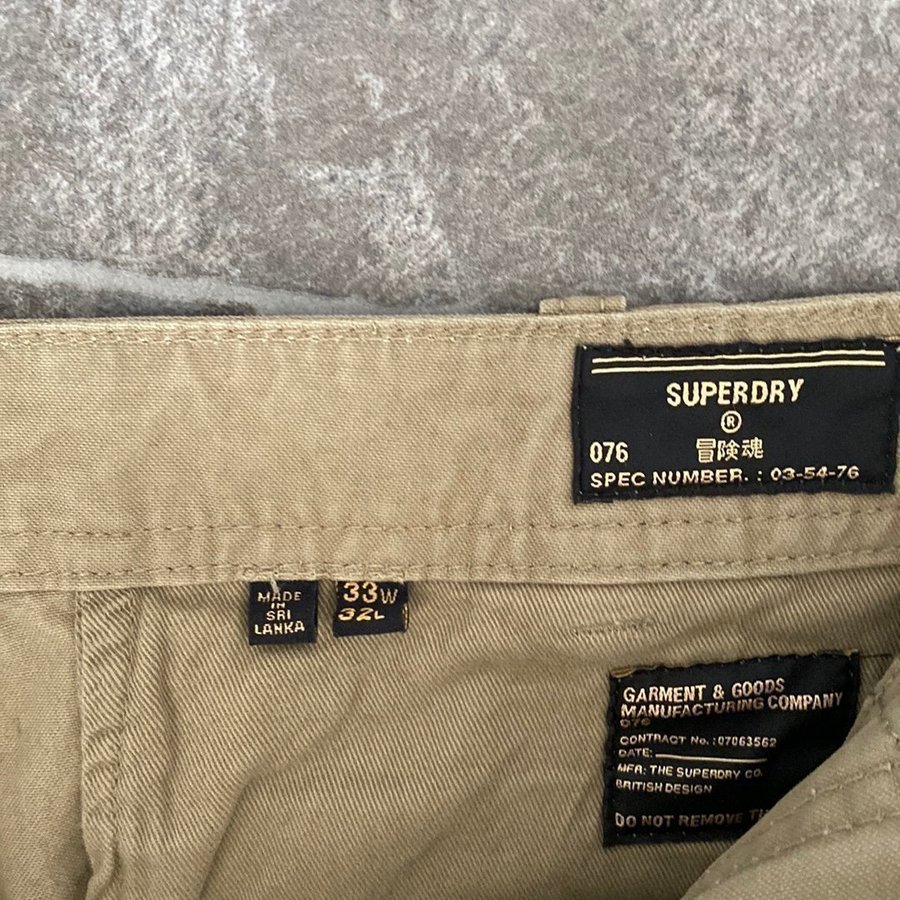 SUPERDRY
®
076 冒険魂
SPEC NUMBER. : 03-54-76
MADE
IN
SRI
LANKA
33W
32L
GARMENT & GOODS
MANUFACTURING COMPANY
076
CONTRACT No.:07063562
DATE:
MFR: THE SUPERDRY CO.
BRITISH DESIGN
DO NOT REMOVE